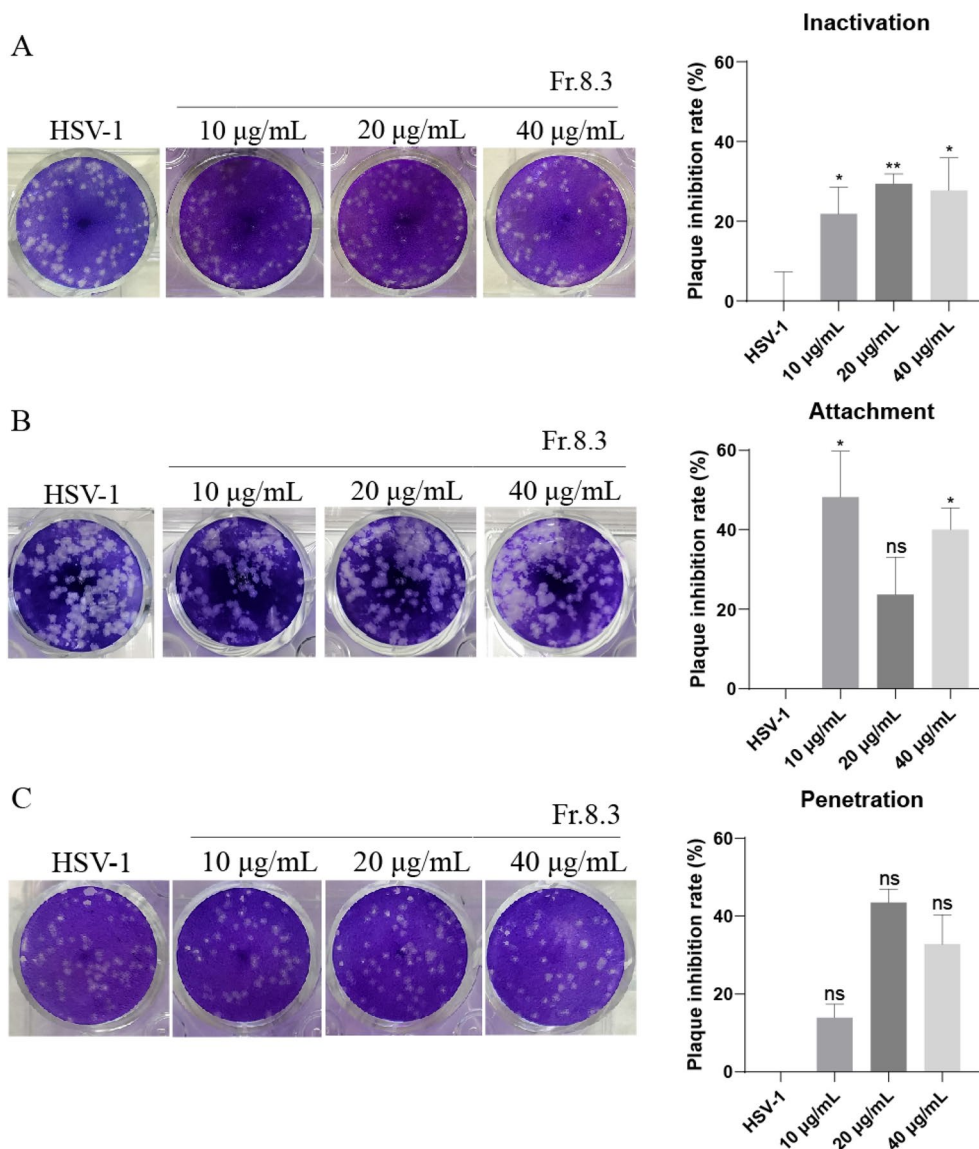 A
Fr.8.3
HSV-1
10 μg/mL
20 μg/mL
40 μg/mL
Inactivation
Plaque inhibition rate (%)
60
40
20
0
*
**
*
HSV-1
10 μg/mL
20 μg/mL
40 μg/mL
B
Fr.8.3
HSV-1
10 μg/mL
20 μg/mL
40 μg/mL
Attachment
Plaque inhibition rate (%)
60
40
20
0
*
ns
*
HSV-1
10 μg/mL
20 μg/mL
40 μg/mL
C
Fr.8.3
HSV-1
10 μg/mL
20 μg/mL
40 μg/mL
Penetration
Plaque inhibition rate (%)
60
40
20
0
ns
ns
ns
HSV-1
10 μg/mL
20 μg/mL
40 μg/mL